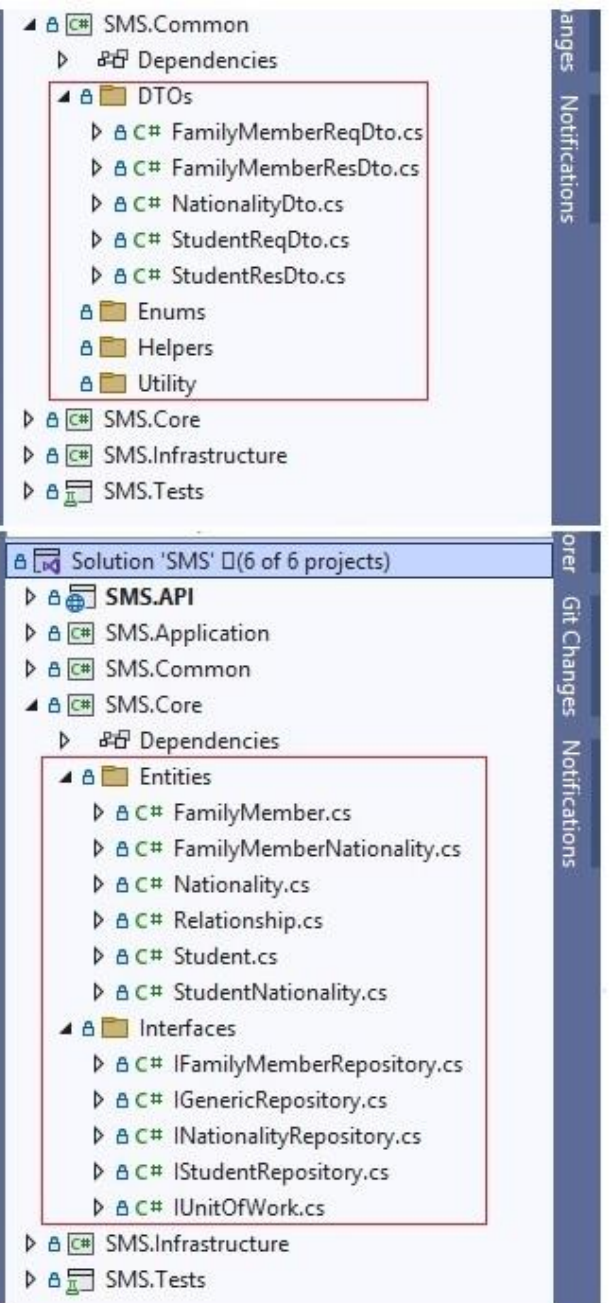 SMS.Common
Dependencies
DTOs
C# FamilyMemberReqDto.cs
C# FamilyMemberResDto.cs
C# NationalityDto.cs
C# StudentReqDto.cs
C# StudentResDto.cs
Enums
Helpers
Utility
C# SMS.Core
C# SMS.Infrastructure
SMS.Tests
Notifications
Solution 'SMS' (6 of 6 projects)
SMS.API
C# SMS.Application
C# SMS.Common
C# SMS.Core
Dependencies
Entities
C# FamilyMember.cs
C# FamilyMemberNationality.cs
C# Nationality.cs
C# Relationship.cs
C# Student.cs
C# StudentNationality.cs
Interfaces
C# IFamilyMemberRepository.cs
C# IGenericRepository.cs
C# INationalityRepository.cs
C# IStudentRepository.cs
C# IUnitOfWork.cs
C# SMS.Infrastructure
SMS.Tests
Git Changes
Notifications